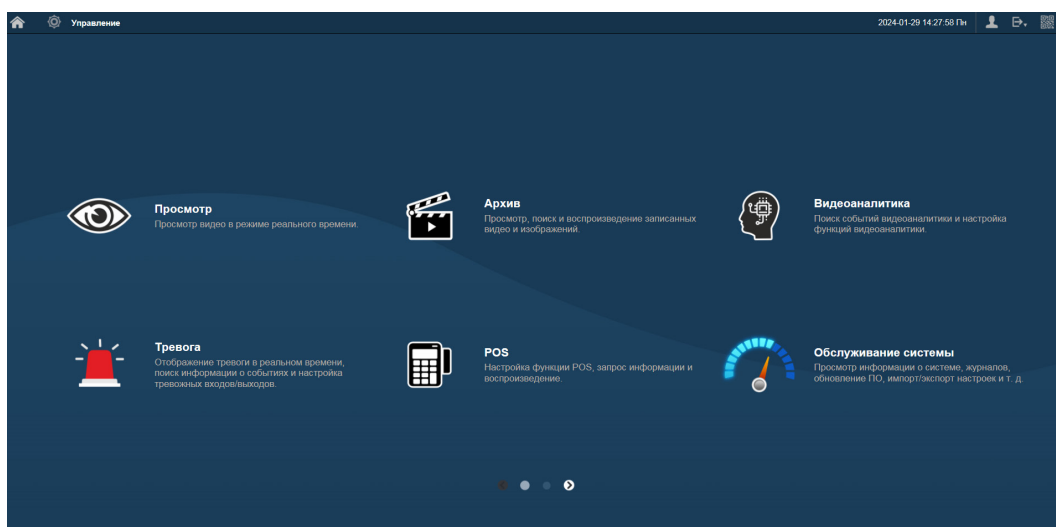 Управление
2024-01-29 14:27:58 Пн
Просмотр
Просмотр видео в режиме реального времени.
Архив
Просмотр, поиск и воспроизведение записанных
видео и изображений.
Видеоаналитика
Поиск событий видеоаналитики и настройка
функций видеоаналитики.
Тревога
Отображение тревоги в реальном времени,
поиск информации о событиях и настройка
тревожных входов/выходов.
POS
Настройка функции POS, запрос информации и
воспроизведение.
Обслуживание системы
Просмотр информации о системе, журналов,
обновление ПО, импорт/экспорт настроек и т. д.